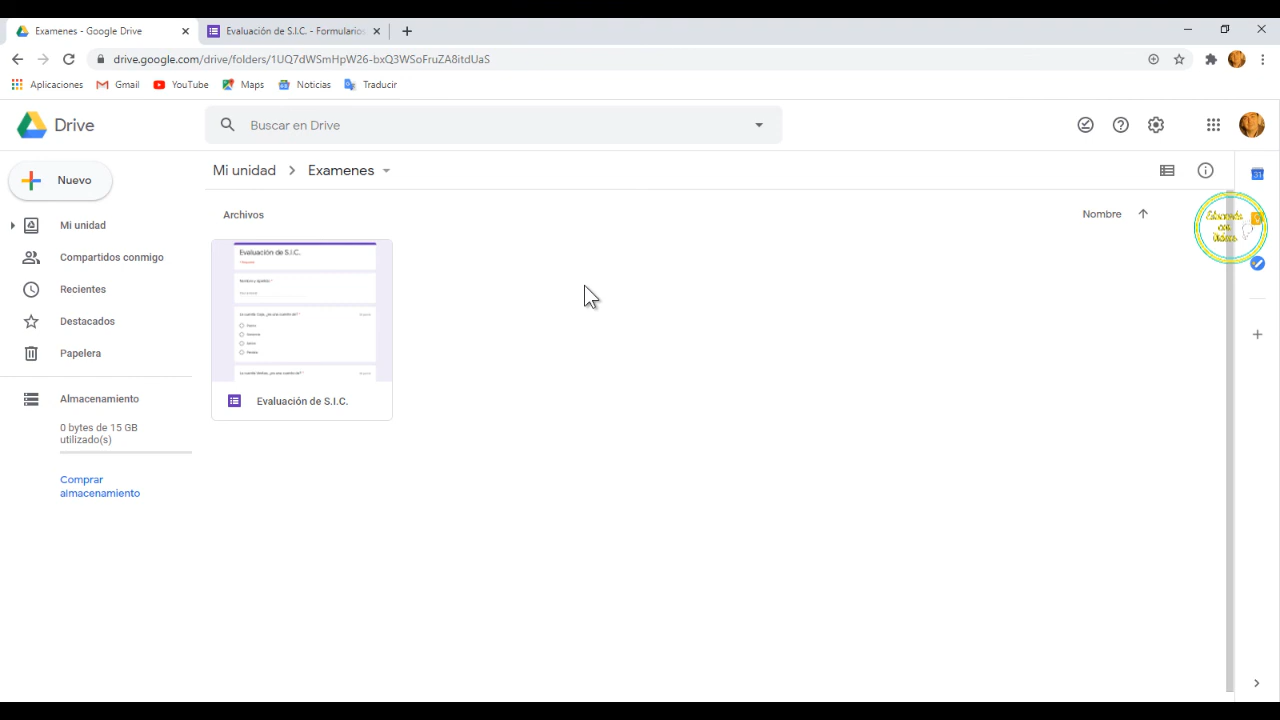 Examenes - Google Drive
Evaluación de S.I.C. - Formularios
drive.google.com/drive/folders/1UQ7dWSmHpW26-bxQ3WSoFruZA8itdUaS
Aplicaciones
Gmail
YouTube
Maps
Noticias
Traducir
Drive
Buscar en Drive
Nuevo
Mi unidad > Examenes
Mi unidad
Compartidos conmigo
Recientes
Destacados
Papelera
Almacenamiento
0 bytes de 15 GB
utilizado(s)
Comprar
almacenamiento
Archivos
Nombre
Evaluación de S.I.C.
Evaluación de S.I.C.
31